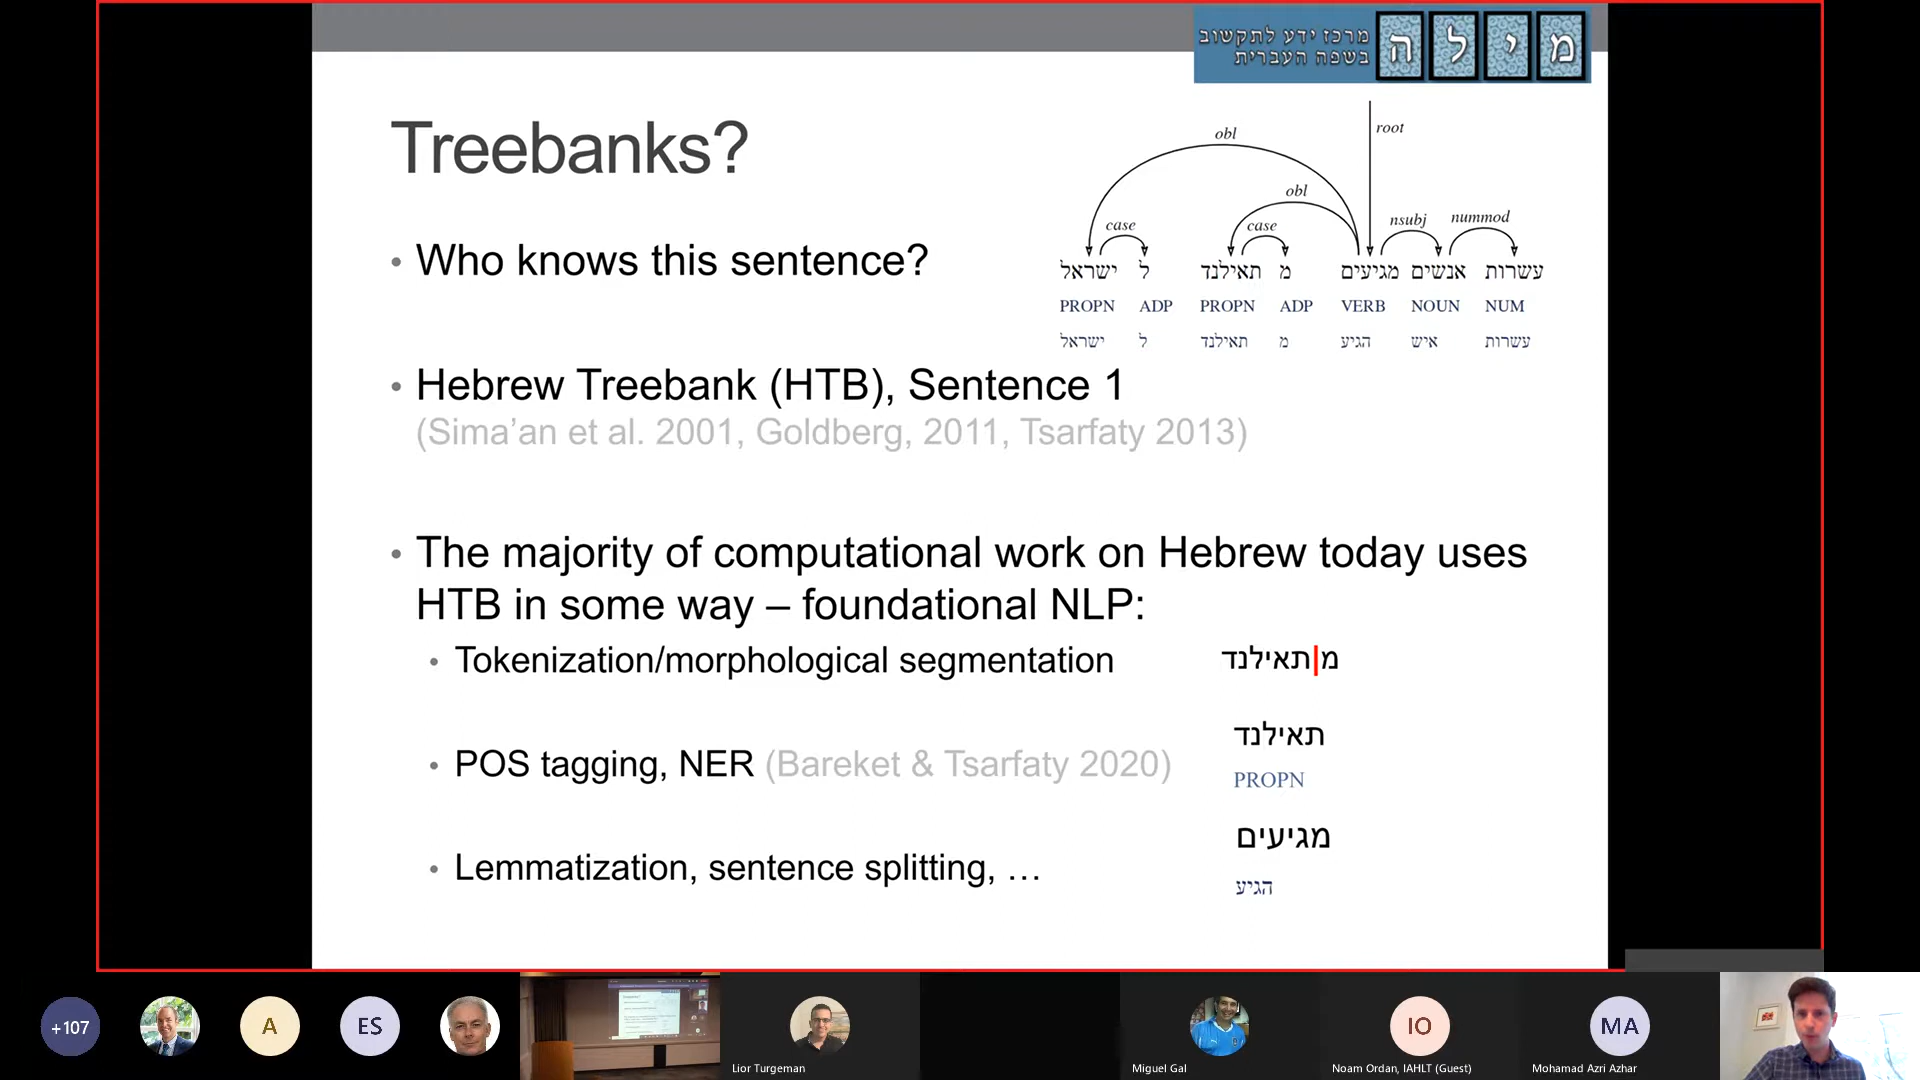 מרכז ידע לתקשוב
בשפה העברית
מילה
Treebanks?
root
obl
obl
case
case
nsubj
nummod
עשרות אנשים מגיעים מ תאילנד ל ישראל
PROPN ADP PROPN ADP VERB NOUN NUM
עשרות איש הגיע מ תאילנד ל ישראל
• Who knows this sentence?
• Hebrew Treebank (HTB), Sentence 1
(Sima’an et al. 2001, Goldberg, 2011, Tsarfaty 2013)
• The majority of computational work on Hebrew today uses
HTB in some way – foundational NLP:
• Tokenization/morphological segmentation
מ|תאילנד
• POS tagging, NER (Bareket & Tsarfaty 2020)
תאילנד
PROPN
• Lemmatization, sentence splitting, …
מגיעים
הגיע
+107
A
ES
Lior Turgeman
Miguel Gal
IO
Noam Ordan, IAHLT (Guest)
MA
Mohamad Azri Azhar